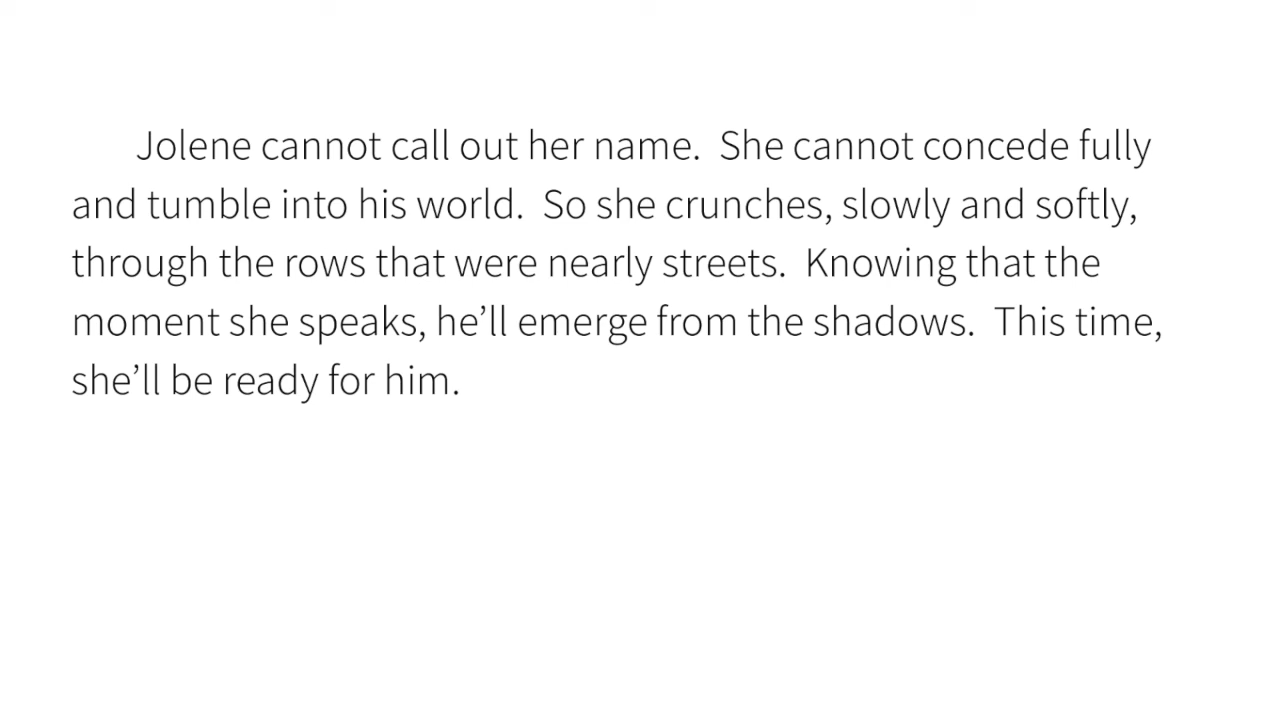 Jolene cannot call out her name.  She cannot concede fully
and tumble into his world.  So she crunches, slowly and softly,
through the rows that were nearly streets.  Knowing that the
moment she speaks, he’ll emerge from the shadows.  This time,
she’ll be ready for him.